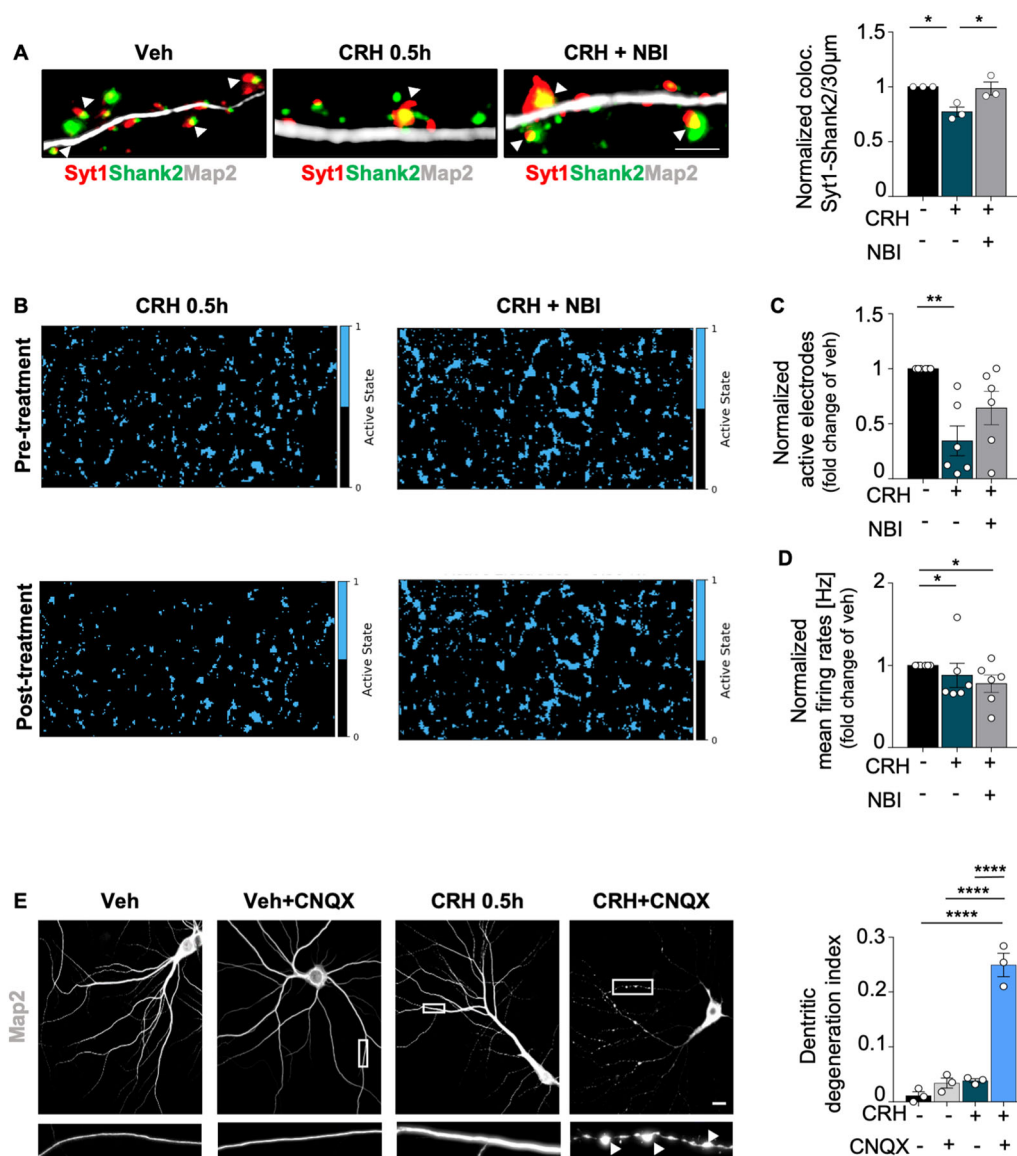 A
Veh
CRH 0.5h
CRH + NBI
Syt1Shank2Map2
Syt1Shank2Map2
Syt1Shank2Map2
Normalized coloc.
Syt1-Shank2/30µm
1.5
1
0.5
0
*
*
CRH - + +
NBI - - +
B
CRH 0.5h
CRH + NBI
Pre-treatment
1
Active State
0
1
Active State
0
Post-treatment
1
Active State
0
1
Active State
0
C
Normalized
active electrodes
(fold change of veh)
1.5
1
0.5
0
**
CRH - + +
NBI - - +
D
Normalized
mean firing rates [Hz]
(fold change of veh)
2
1
0
*
*
CRH - + +
NBI - - +
E
Veh
Veh+CNQX
CRH 0.5h
CRH+CNQX
Map2
Dentritic
degeneration index
0.3
0.2
0.1
0
****
****
****
CRH - - + +
CNQX - + - +